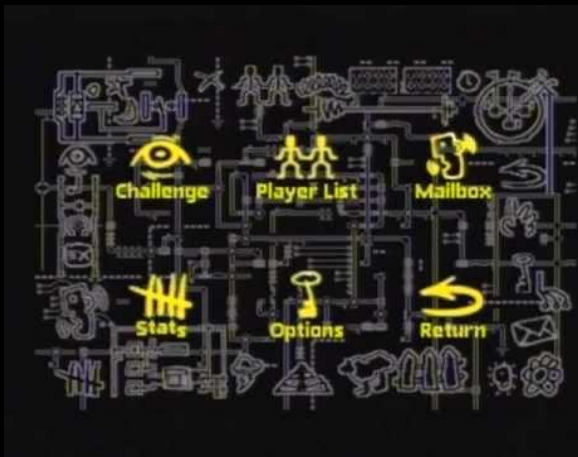 Challenge
Player List
Mailbox
Stats
Options
Return